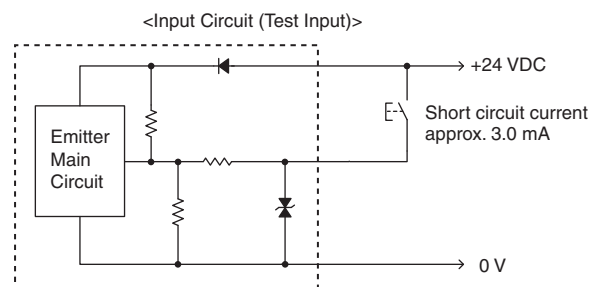 <Input Circuit (Test Input)>
+24 VDC
Short circuit current
approx. 3.0 mA
Emitter
Main
Circuit
0 V